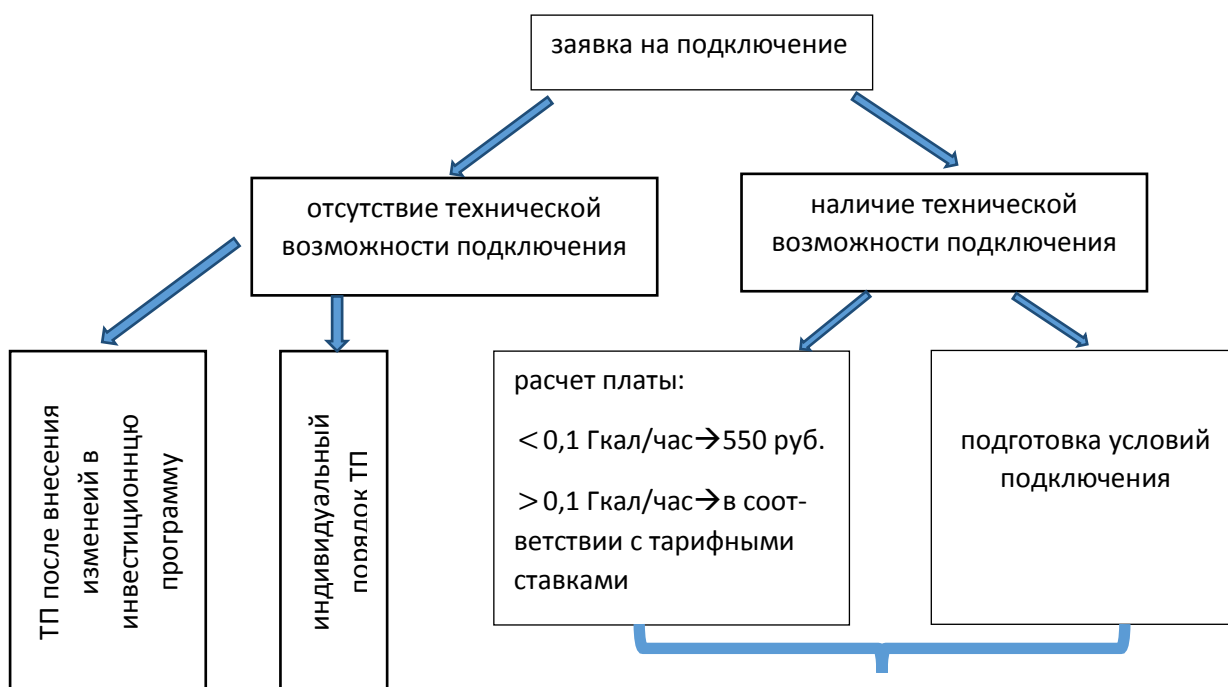 заявка на подключение
отсутствие технической
возможности подключения
наличие технической
возможности подключения
ТП после внесения
изменеий в
инвестиционнцю
программу
индивидуальный
порядок ТП
расчет платы:
<0,1 Гкал/час→550 руб.
>0,1 Гкал/час→в соот-
ветствии с тарифными
ставками
подготовка условий
подключения